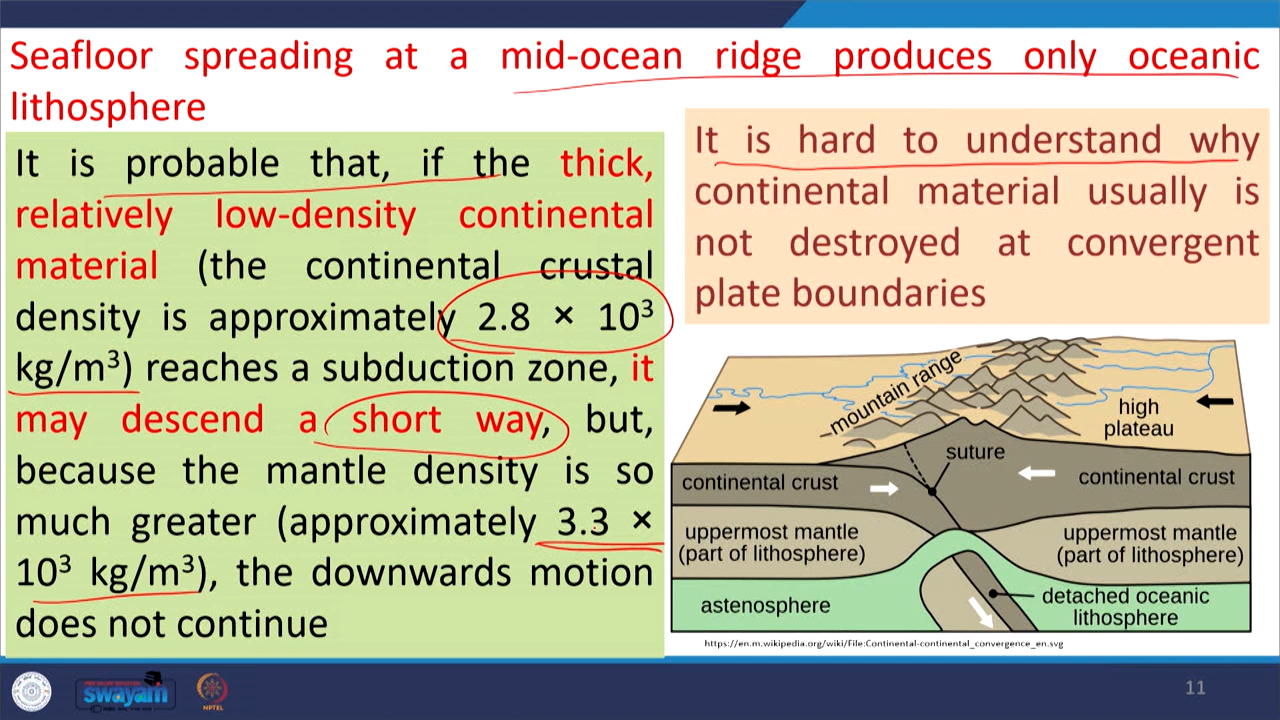 Seafloor spreading at a mid-ocean ridge produces only oceanic
lithosphere
It is probable that, if the thick,
relatively low-density continental
material (the continental crustal
density is approximately 2.8 × 10³
kg/m³) reaches a subduction zone, it
may descend a short way, but,
because the mantle density is so
much greater (approximately 3.3 ×
10³ kg/m³), the downwards motion
does not continue
It is hard to understand why
continental material usually is
not destroyed at convergent
plate boundaries
mountain range
high
plateau
suture
continental crust
continental crust
uppermost mantle
(part of lithosphere)
uppermost mantle
(part of lithosphere)
astenosphere
detached oceanic
lithosphere
https://en.m.wikipedia.org/wiki/File:Continental-continental_convergence_en.svg
swayam
NPTEL
11